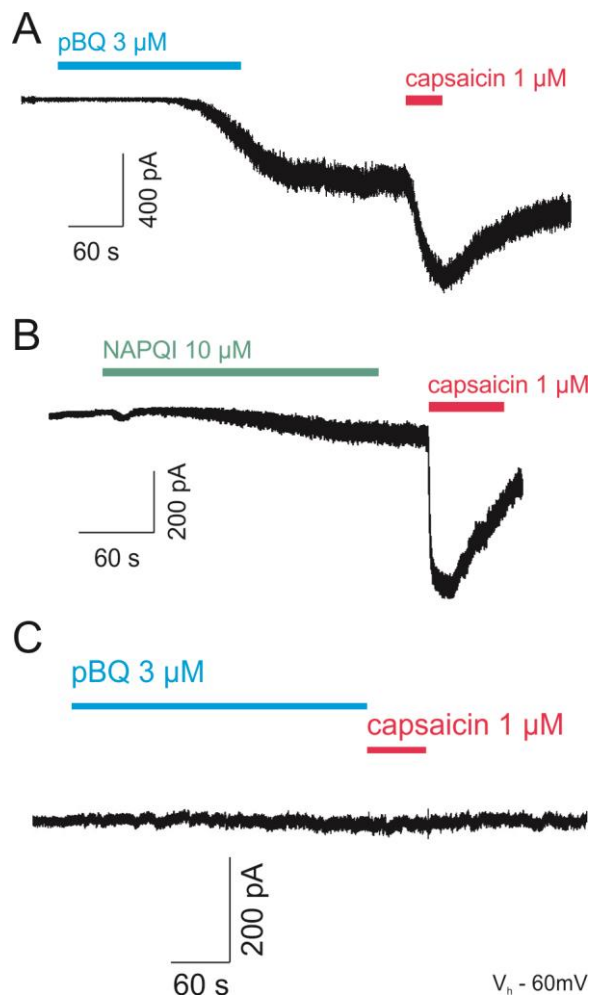 A
pBQ 3 µM
capsaicin 1 µM
400 pA
60 s
B
NAPQI 10 µM
capsaicin 1 µM
200 pA
60 s
C
pBQ 3 µM
capsaicin 1 µM
200 pA
60 s
Vₕ - 60mV